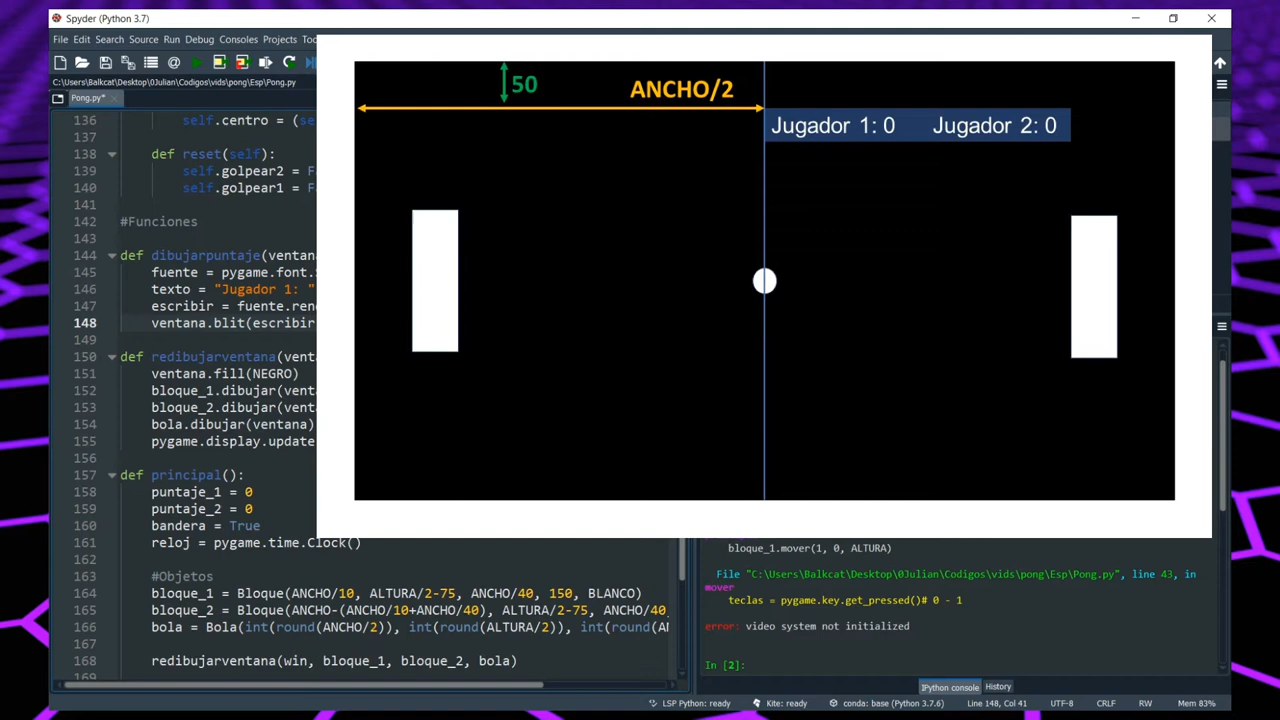 Spyder (Python 3.7)
File Edit Search Source Run Debug Consoles Projects
C:\Users\Balkcat\Desktop\0Julian\Codigos\vids\pong\Esp\Pong.py
Pong.py*
50
ANCHO/2
Jugador 1: 0 Jugador 2: 0
136 self.centro =
137
138 def reset(self):
139 self.golpear2 =
140 self.golpear1 =
141
142 #Funciones
143
144 def dibujarpuntaje(
145 fuente = pygame.font.
146 texto = "Jugador 1: "
147 escribir =
148 ventana.blit(escribir
149
150 def redibujarventana(
151 ventana.fill(NEGRO)
152 bloque_1.dibujar(
153 bloque_2.dibujar(
154 bola.dibujar(ventana)
155 pygame.display.update
156
157 def principal():
158 puntaje_1 = 0
159 puntaje_2 = 0
160 bandera = True
161 reloj = pygame.time.Clock()
162
163 #Objetos
164 bloque_1 = Bloque(ANCHO/10, ALTURA/2-75, ANCHO/40, 150, BLANCO)
165 bloque_2 = Bloque(ANCHO-(ANCHO/10+ANCHO/40), ALTURA/2-75, ANCHO/40
166 bola = Bola(int(round(ANCHO/2)), int(round(ALTURA/2)), int(round(
167
168 redibujarventana(win, bloque_1, bloque_2, bola)
169
bloque_1.mover(1, 0, ALTURA)
File "C:\Users\Balkcat\Desktop\0Julian\Codigos\vids\pong\Esp\Pong.py", line 43, in
mover
teclas = pygame.key.get_pressed()# 0 - 1
error: video system not initialized
In [2]:
IPython console History
LSP Python: ready Kite: ready conda: base (Python 3.7.6) Line 148, Col 41 UTF-8 CRLF RW Mem 83%